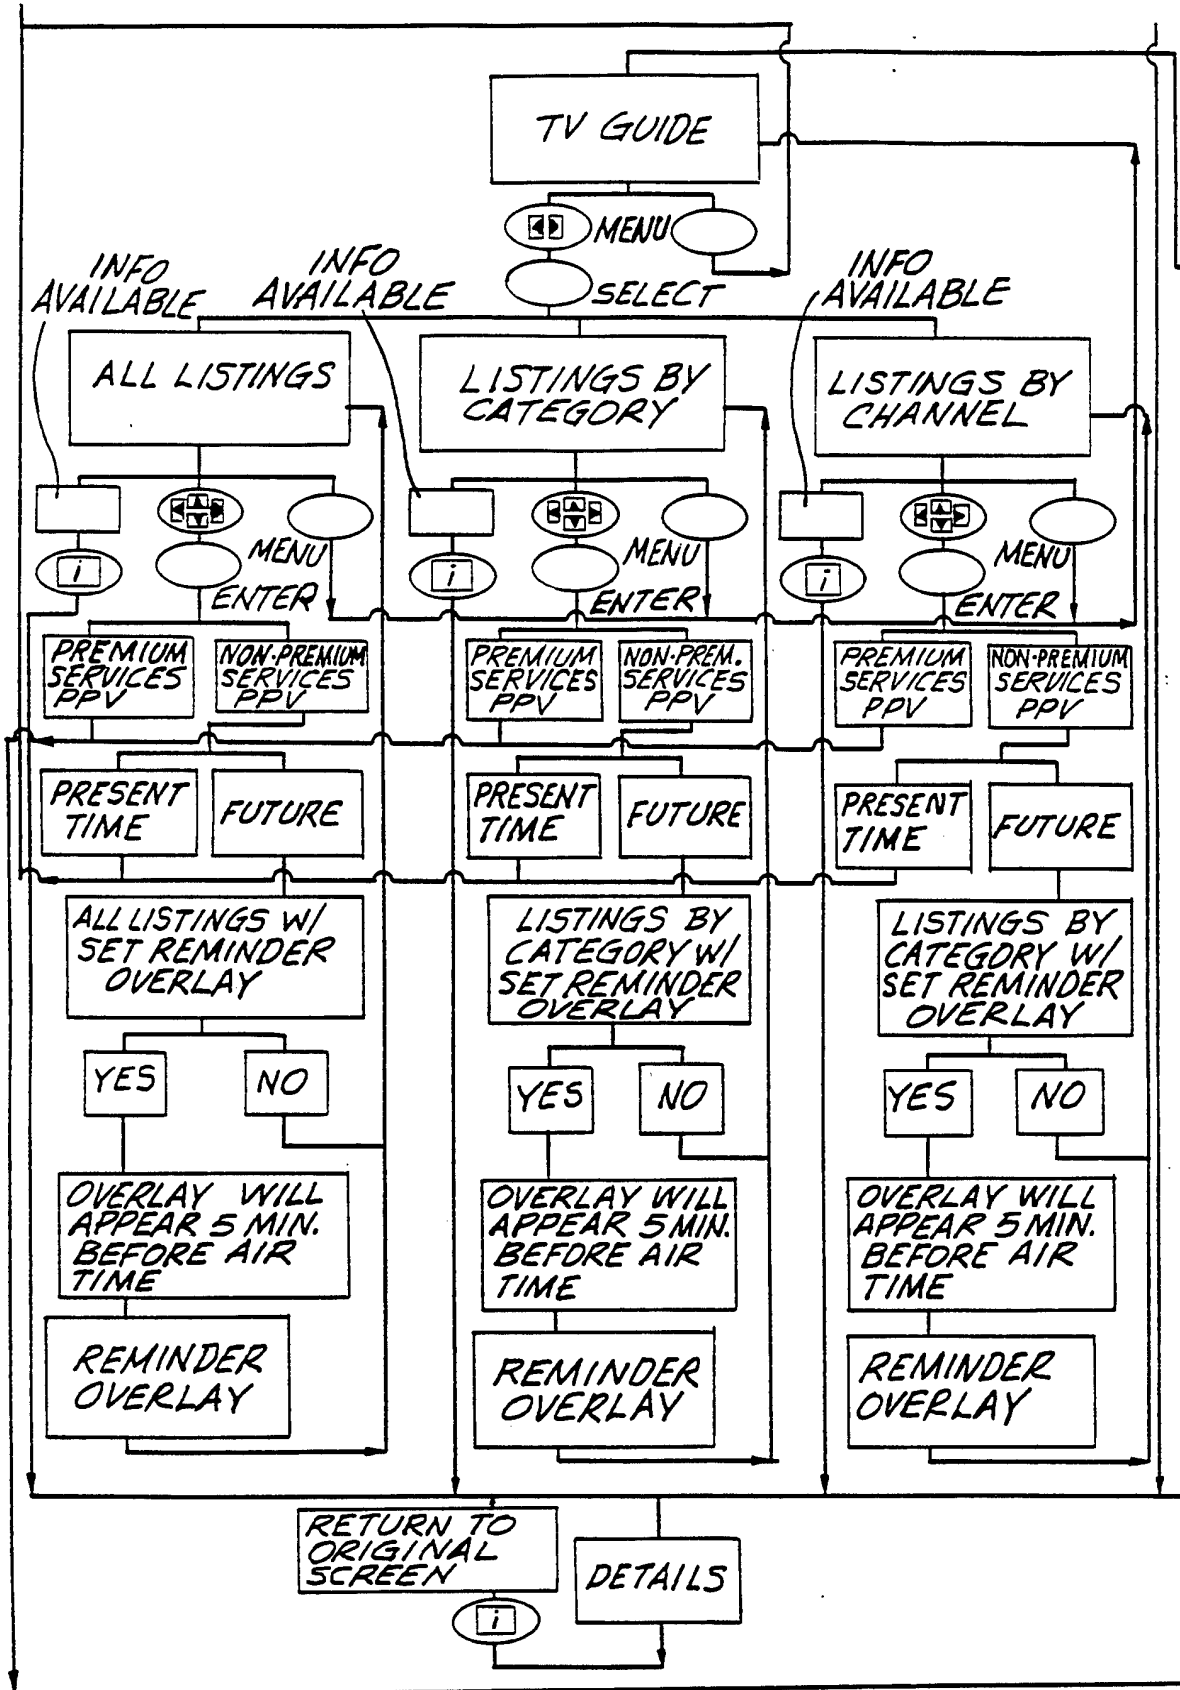 TV GUIDE
MENU
SELECT
INFO
AVAILABLE
INFO
AVAILABLE
INFO
AVAILABLE
ALL LISTINGS
LISTINGS BY
CATEGORY
LISTINGS BY
CHANNEL
i
MENU
ENTER
i
MENU
ENTER
i
MENU
ENTER
PREMIUM
SERVICES
PPV
NON-PREMIUM
SERVICES
PPV
PREMIUM
SERVICES
PPV
NON-PREM.
SERVICES
PPV
PREMIUM
SERVICES
PPV
NON-PREMIUM
SERVICES
PPV
PRESENT
TIME
FUTURE
PRESENT
TIME
FUTURE
PRESENT
TIME
FUTURE
ALL LISTINGS W/
SET REMINDER
OVERLAY
LISTINGS BY
CATEGORY W/
SET REMINDER
OVERLAY
LISTINGS BY
CATEGORY W/
SET REMINDER
OVERLAY
YES
NO
YES
NO
YES
NO
OVERLAY WILL
APPEAR 5 MIN.
BEFORE AIR
TIME
OVERLAY WILL
APPEAR 5 MIN.
BEFORE AIR
TIME
OVERLAY WILL
APPEAR 5 MIN.
BEFORE AIR
TIME
REMINDER
OVERLAY
REMINDER
OVERLAY
REMINDER
OVERLAY
RETURN TO
ORIGINAL
SCREEN
i
DETAILS